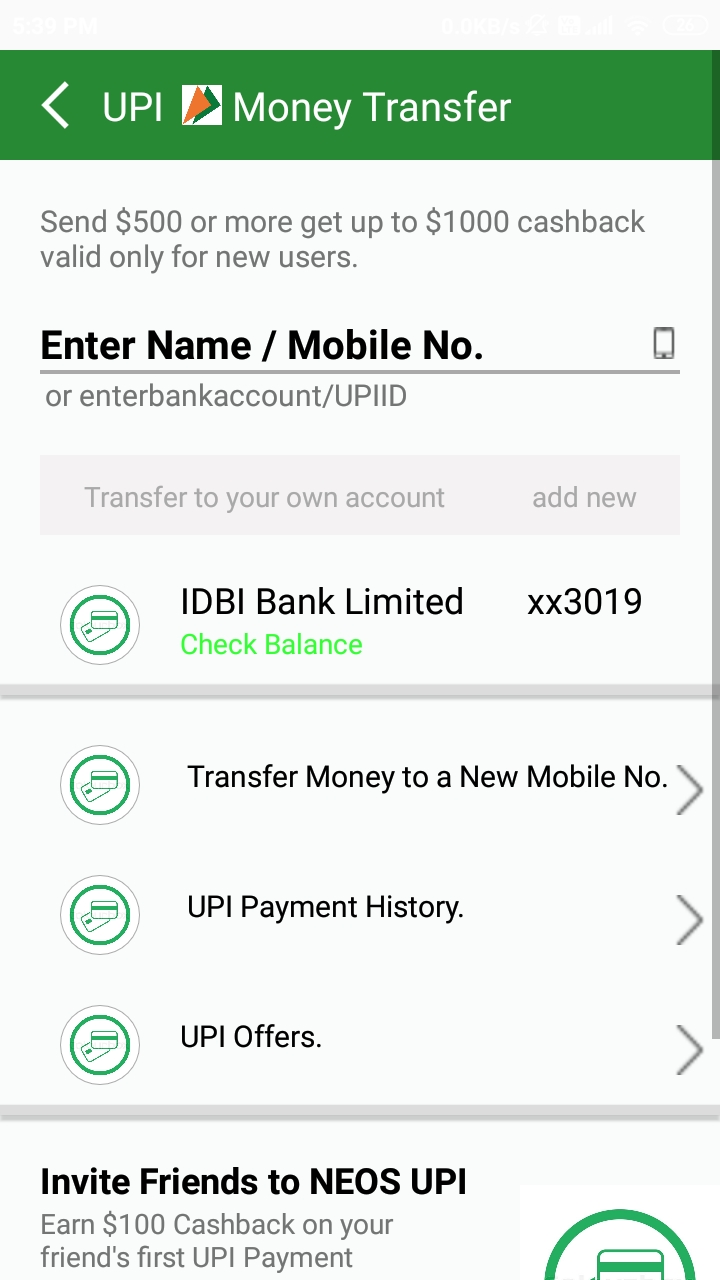 5:39 PM 0.0KB/s 26
UPI Money Transfer
Send $500 or more get up to $1000 cashback
valid only for new users.
Enter Name / Mobile No.
or enterbankaccount/UPIID
Transfer to your own account add new
IDBI Bank Limited xx3019
Check Balance
Transfer Money to a New Mobile No.
UPI Payment History.
UPI Offers.
Invite Friends to NEOS UPI
Earn $100 Cashback on your
friend's first UPI Payment